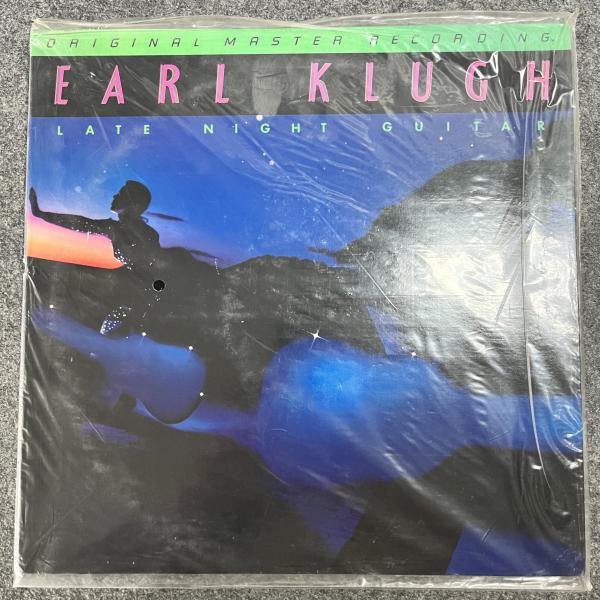 ORIGINAL MASTER RECORDING
EARL KLUGH
LATE NIGHT GUITAR